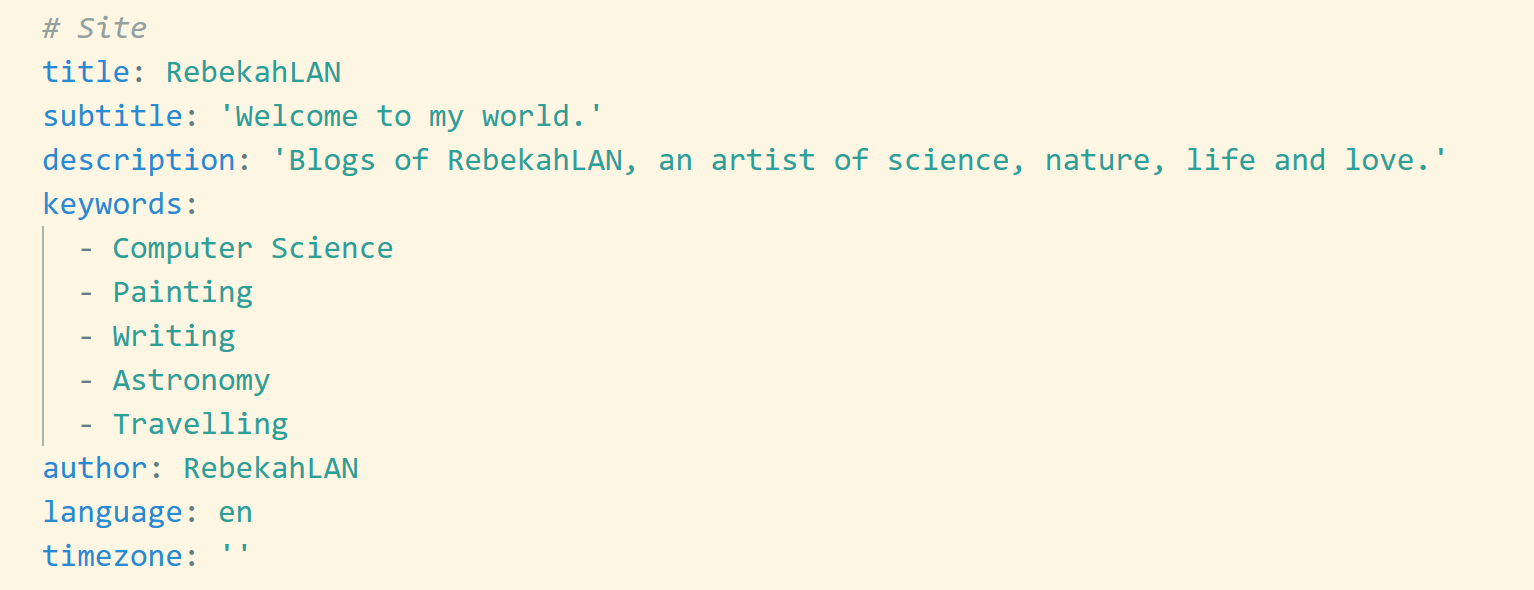 # Site
title: RebekahLAN
subtitle: 'Welcome to my world.'
description: 'Blogs of RebekahLAN, an artist of science, nature, life and love.'
keywords:
  - Computer Science
  - Painting
  - Writing
  - Astronomy
  - Travelling
author: RebekahLAN
language: en
timezone: ''